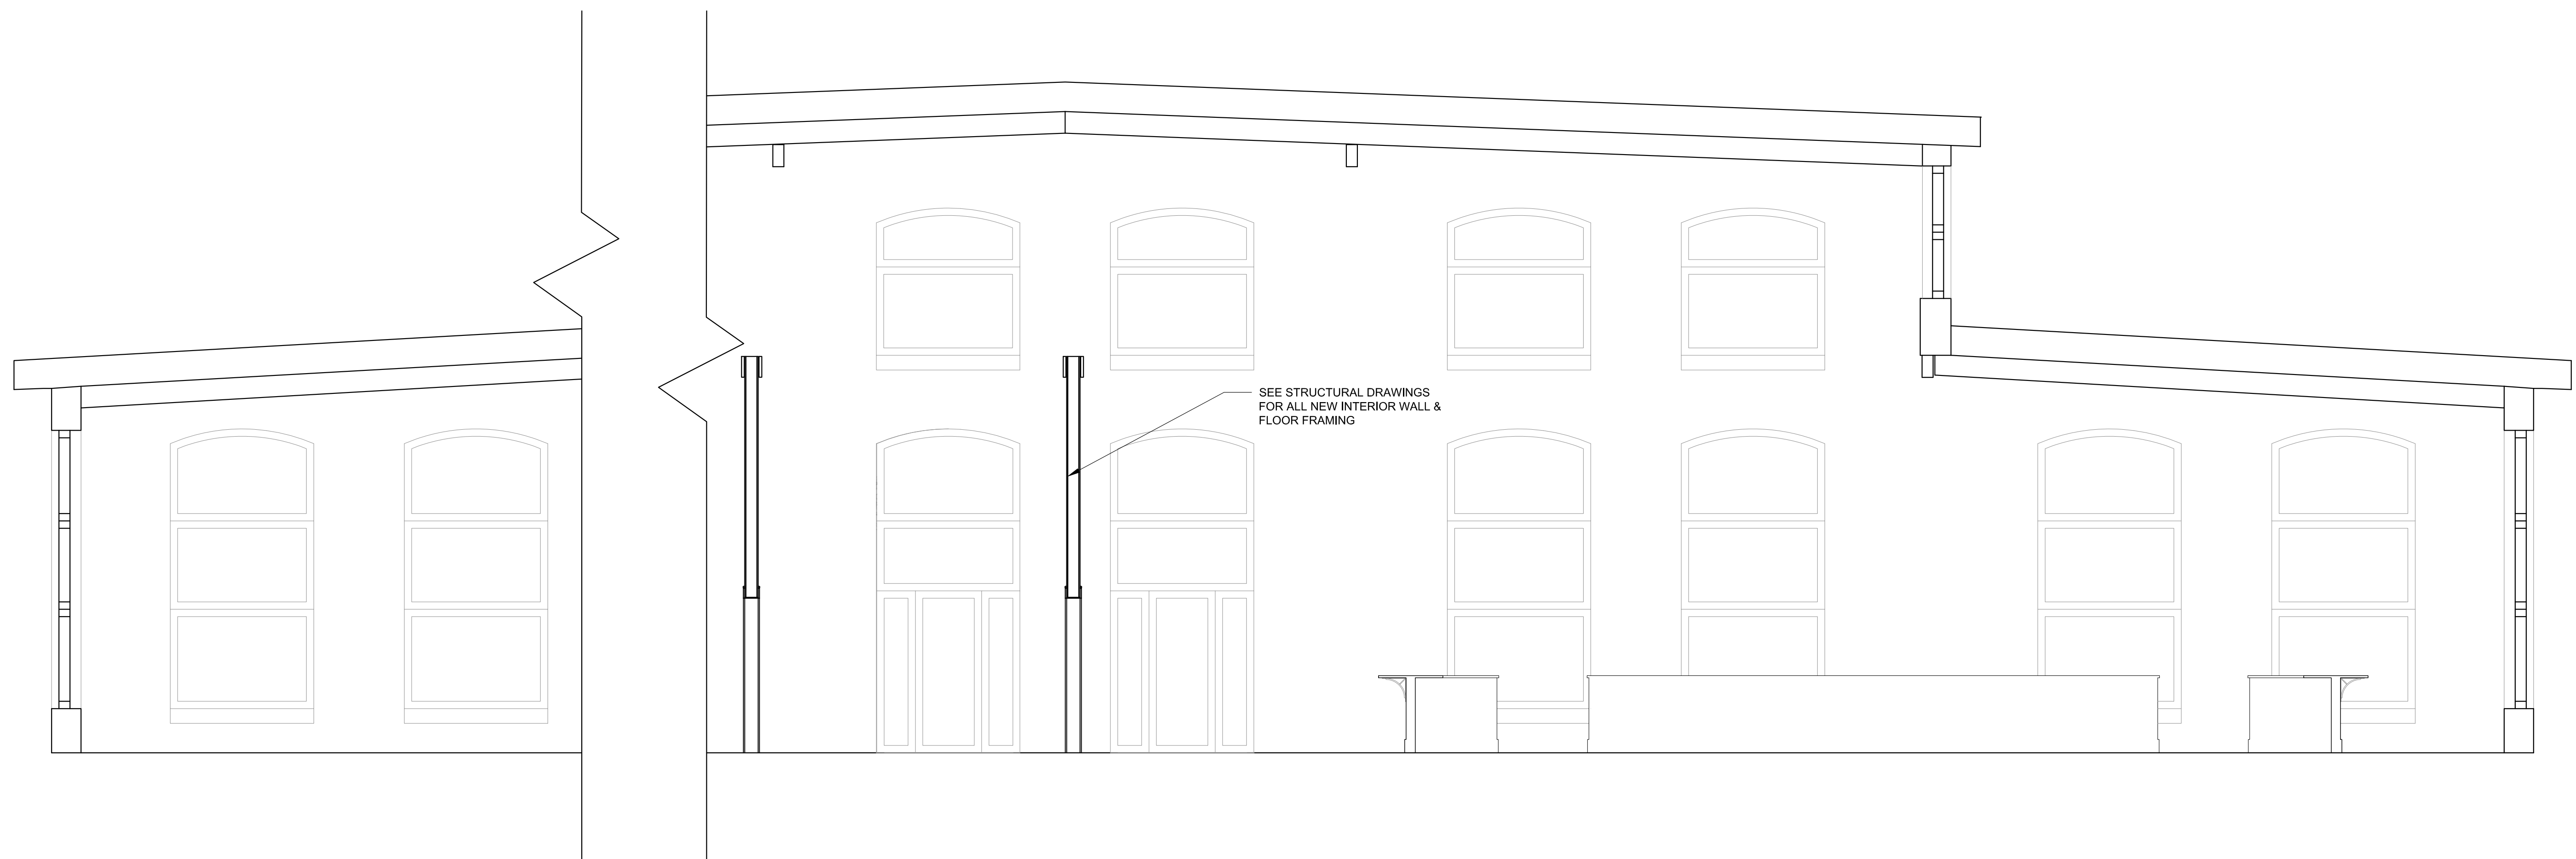 SEE STRUCTURAL DRAWINGS
FOR ALL NEW INTERIOR WALL &
FLOOR FRAMING